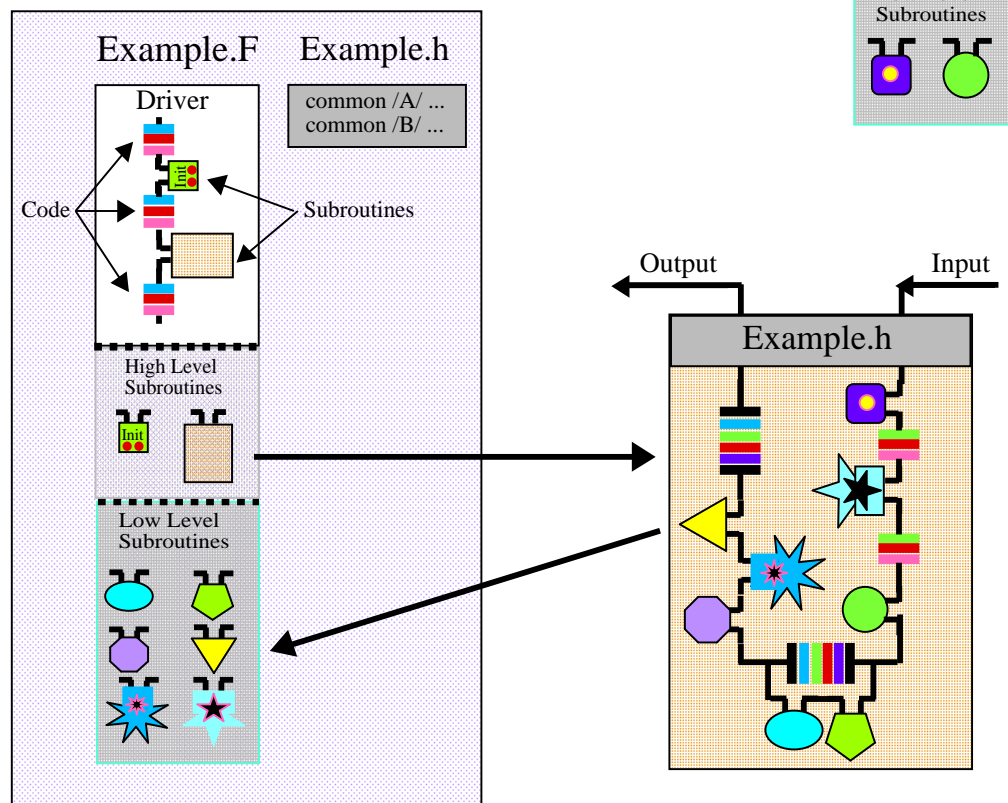 Example.F
Example.h
Driver
common /A/ ...
common /B/ ...
Init
Code
Subroutines
High Level
Subroutines
Init
Low Level
Subroutines
Subroutines
Output
Input
Example.h